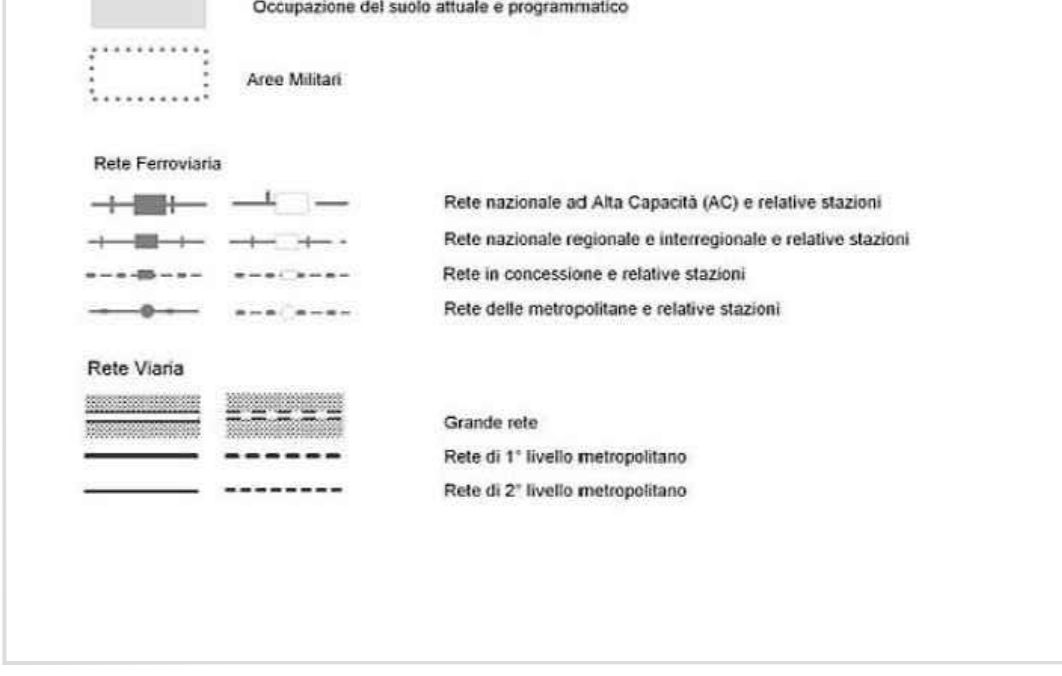 Occupazione del suolo attuale e programmatico
Aree Militari
Rete Ferroviaria
Rete nazionale ad Alta Capacità (AC) e relative stazioni
Rete nazionale regionale e interregionale e relative stazioni
Rete in concessione e relative stazioni
Rete delle metropolitane e relative stazioni
Rete Viaria
Grande rete
Rete di 1° livello metropolitano
Rete di 2° livello metropolitano